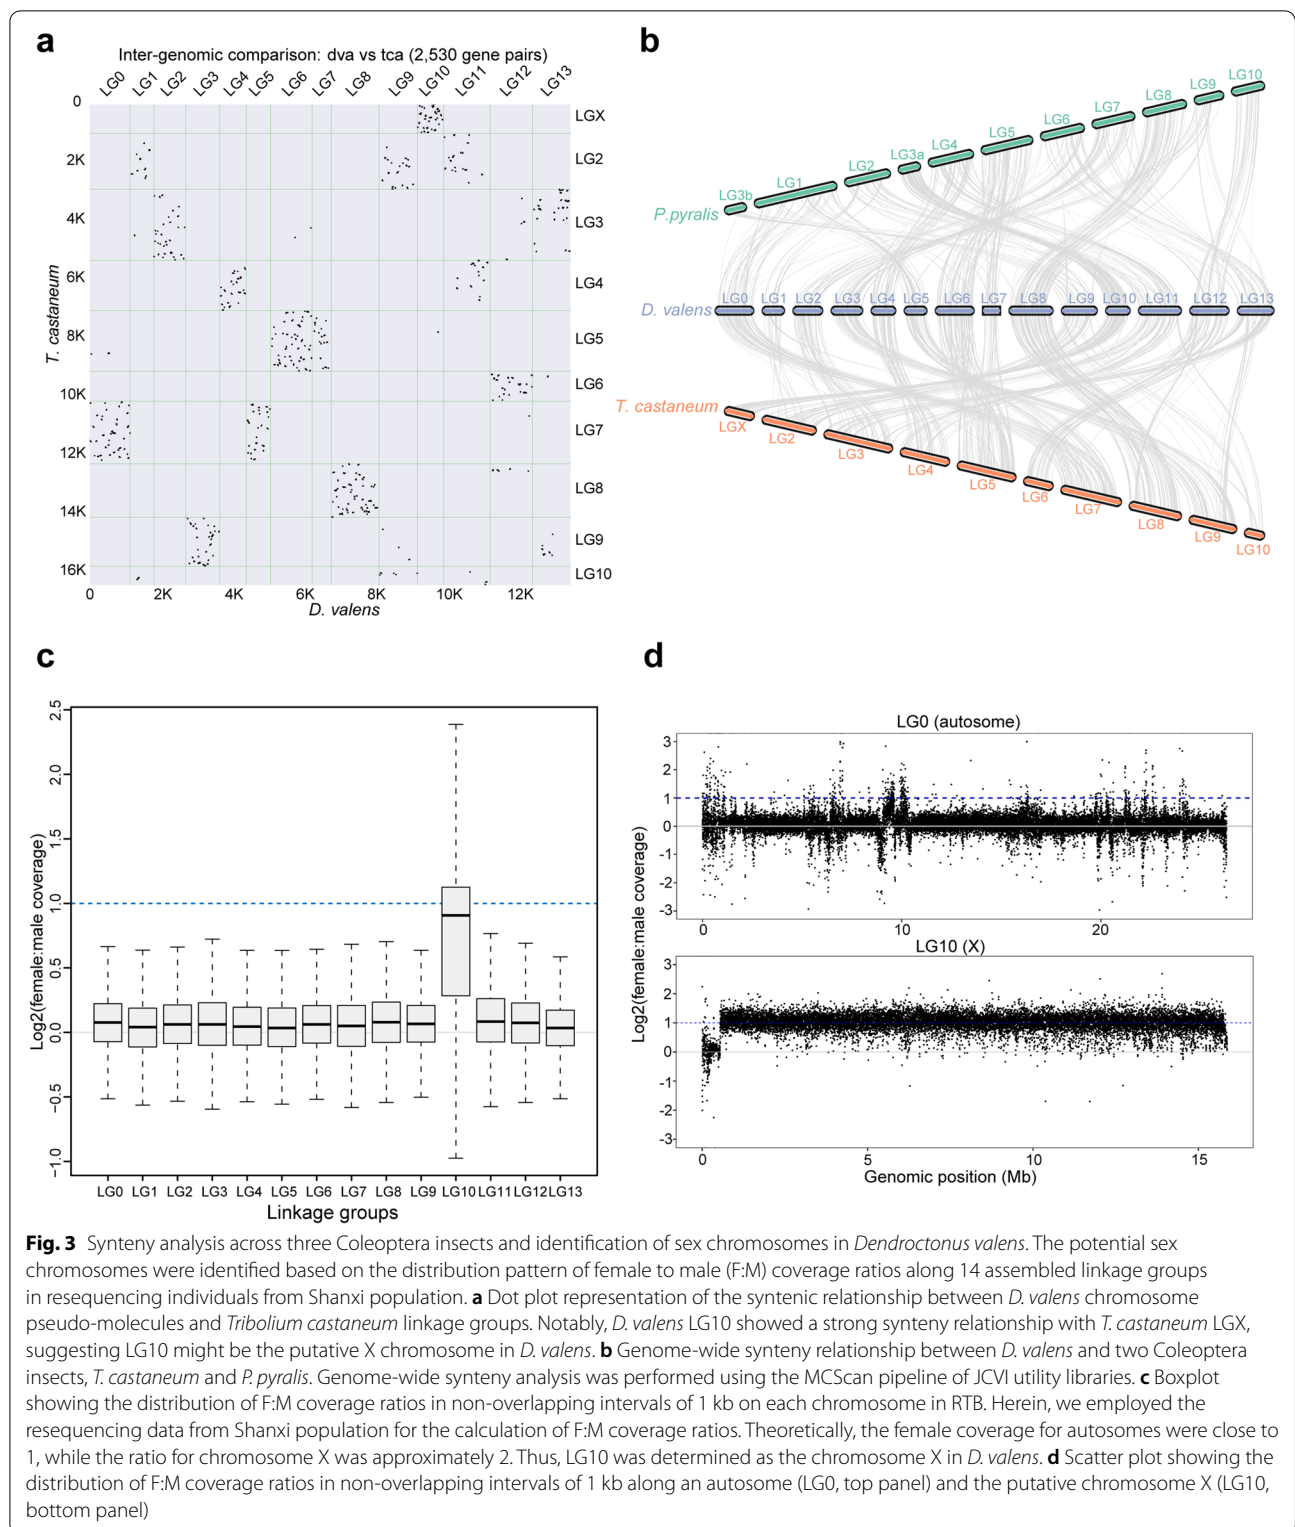 a
Inter-genomic comparison: dva vs tca (2,530 gene pairs)
LG0 LG1 LG2 LG3 LG4 LG5 LG6 LG7 LG8 LG9 LG10 LG11 LG12 LG13
0
2K
4K
6K
8K
10K
12K
14K
16K
T. castaneum
LGX
LG2
LG3
LG4
LG5
LG6
LG7
LG8
LG9
LG10
0 2K 4K 6K 8K 10K 12K
D. valens
b
LG3b LG1 LG2 LG3a LG4 LG5 LG6 LG7 LG8 LG9 LG10
P.pyralis
LG0 LG1 LG2 LG3 LG4 LG5 LG6 LG7 LG8 LG9 LG10 LG11 LG12 LG13
D. valens
T. castaneum
LGX LG2 LG3 LG4 LG5 LG6 LG7 LG8 LG9 LG10
c
Log2(female:male coverage)
2.5
2.0
1.5
1.0
0.5
0.0
−0.5
−1.0
LG0 LG1 LG2 LG3 LG4 LG5 LG6 LG7 LG8 LG9 LG10 LG11 LG12 LG13
Linkage groups
d
Log2(female:male coverage)
LG0 (autosome)
3
2
1
0
-1
-2
-3
0 10 20
LG10 (X)
3
2
1
0
-1
-2
-3
0 5 10 15
Genomic position (Mb)
Fig. 3 Synteny analysis across three Coleoptera insects and identification of sex chromosomes in Dendroctonus valens. The potential sex
chromosomes were identified based on the distribution pattern of female to male (F:M) coverage ratios along 14 assembled linkage groups
in resequencing individuals from Shanxi population. a Dot plot representation of the syntenic relationship between D. valens chromosome
pseudo-molecules and Tribolium castaneum linkage groups. Notably, D. valens LG10 showed a strong synteny relationship with T. castaneum LGX,
suggesting LG10 might be the putative X chromosome in D. valens. b Genome-wide synteny relationship between D. valens and two Coleoptera
insects, T. castaneum and P. pyralis. Genome-wide synteny analysis was performed using the MCScan pipeline of JCVI utility libraries. c Boxplot
showing the distribution of F:M coverage ratios in non-overlapping intervals of 1 kb on each chromosome in RTB. Herein, we employed the
resequencing data from Shanxi population for the calculation of F:M coverage ratios. Theoretically, the female coverage for autosomes were close to
1, while the ratio for chromosome X was approximately 2. Thus, LG10 was determined as the chromosome X in D. valens. d Scatter plot showing the
distribution of F:M coverage ratios in non-overlapping intervals of 1 kb along an autosome (LG0, top panel) and the putative chromosome X (LG10,
bottom panel)